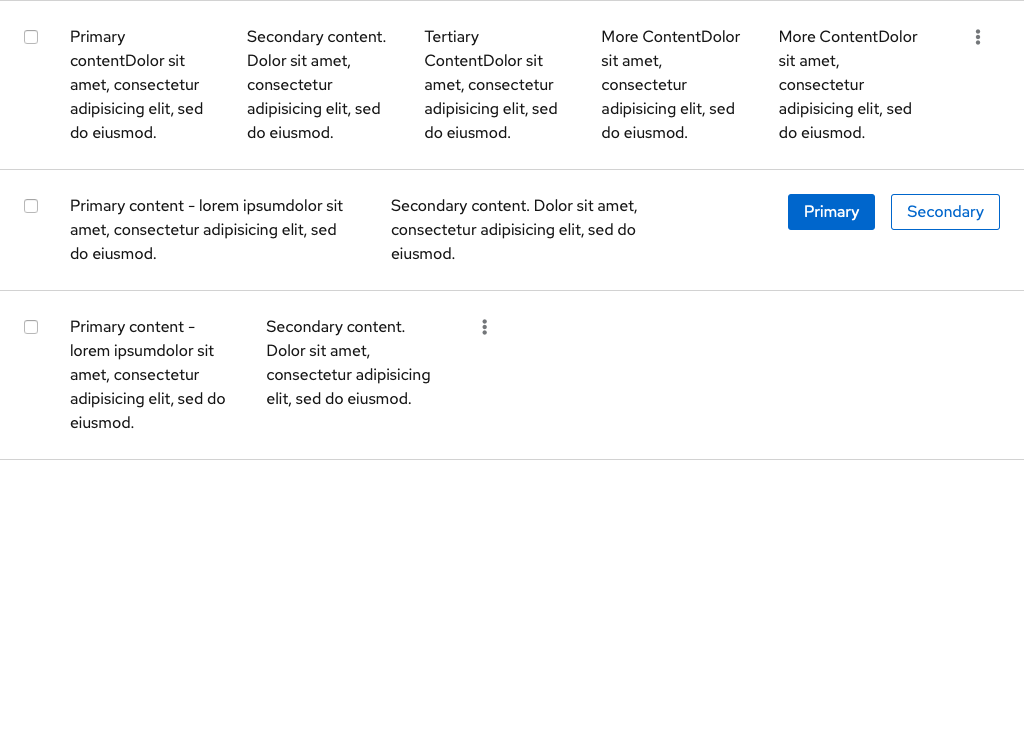 Primary
contentDolor sit
amet, consectetur
adipisicing elit, sed
do eiusmod.
Secondary content.
Dolor sit amet,
consectetur
adipisicing elit, sed
do eiusmod.
Tertiary
ContentDolor sit
amet, consectetur
adipisicing elit, sed
do eiusmod.
More ContentDolor
sit amet,
consectetur
adipisicing elit, sed
do eiusmod.
More ContentDolor
sit amet,
consectetur
adipisicing elit, sed
do eiusmod.
Primary content - lorem ipsumdolor sit
amet, consectetur adipisicing elit, sed
do eiusmod.
Secondary content. Dolor sit amet,
consectetur adipisicing elit, sed do
eiusmod.
Primary
Secondary
Primary content -
lorem ipsumdolor sit
amet, consectetur
adipisicing elit, sed do
eiusmod.
Secondary content.
Dolor sit amet,
consectetur adipisicing
elit, sed do eiusmod.